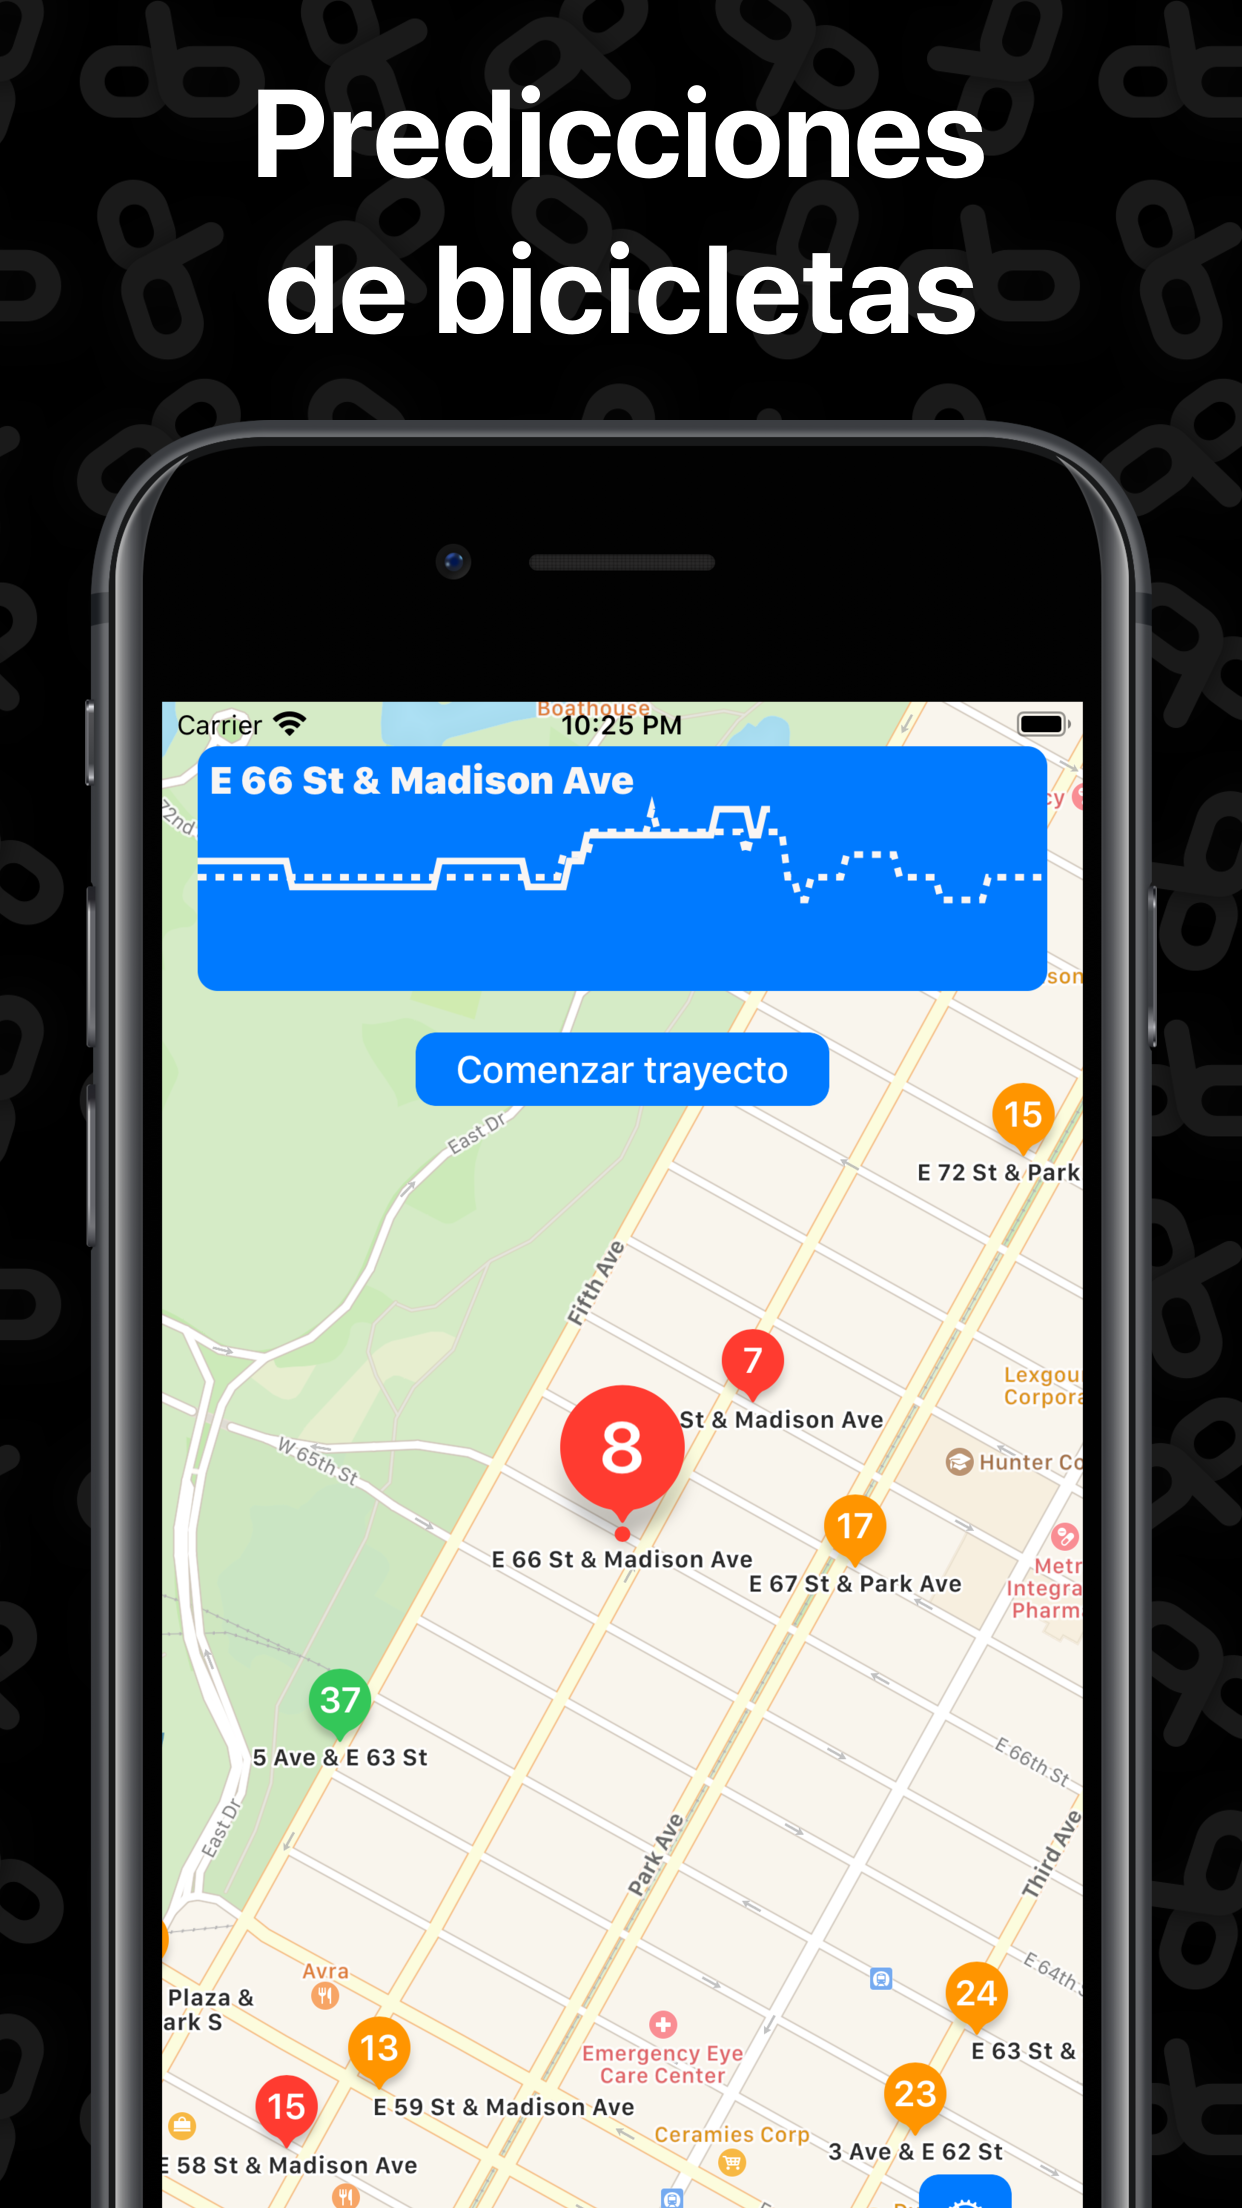 Predicciones
de bicicletas
Boathouse
Carrier
10:25 PM
E 66 St & Madison Ave
72nd
son
Comenzar trayecto
East Dr
15
E 72 St & Park
Fifth Ave
7
St & Madison Ave
Lexgou
Corpora
8
W 65th St
Hunter Co
17
E 66 St & Madison Ave
E 67 St & Park Ave
Metr
Integra
Pharm
37
5 Ave & E 63 St
E 66th St
East Dr
Park Ave
Third Ave
Avra
E 64th
Plaza &
ark S
24
13
Emergency Eye
Care Center
E 63 St &
15
23
E 59 St & Madison Ave
Ceramies Corp
3 Ave & E 62 St
E 58 St & Madison Ave